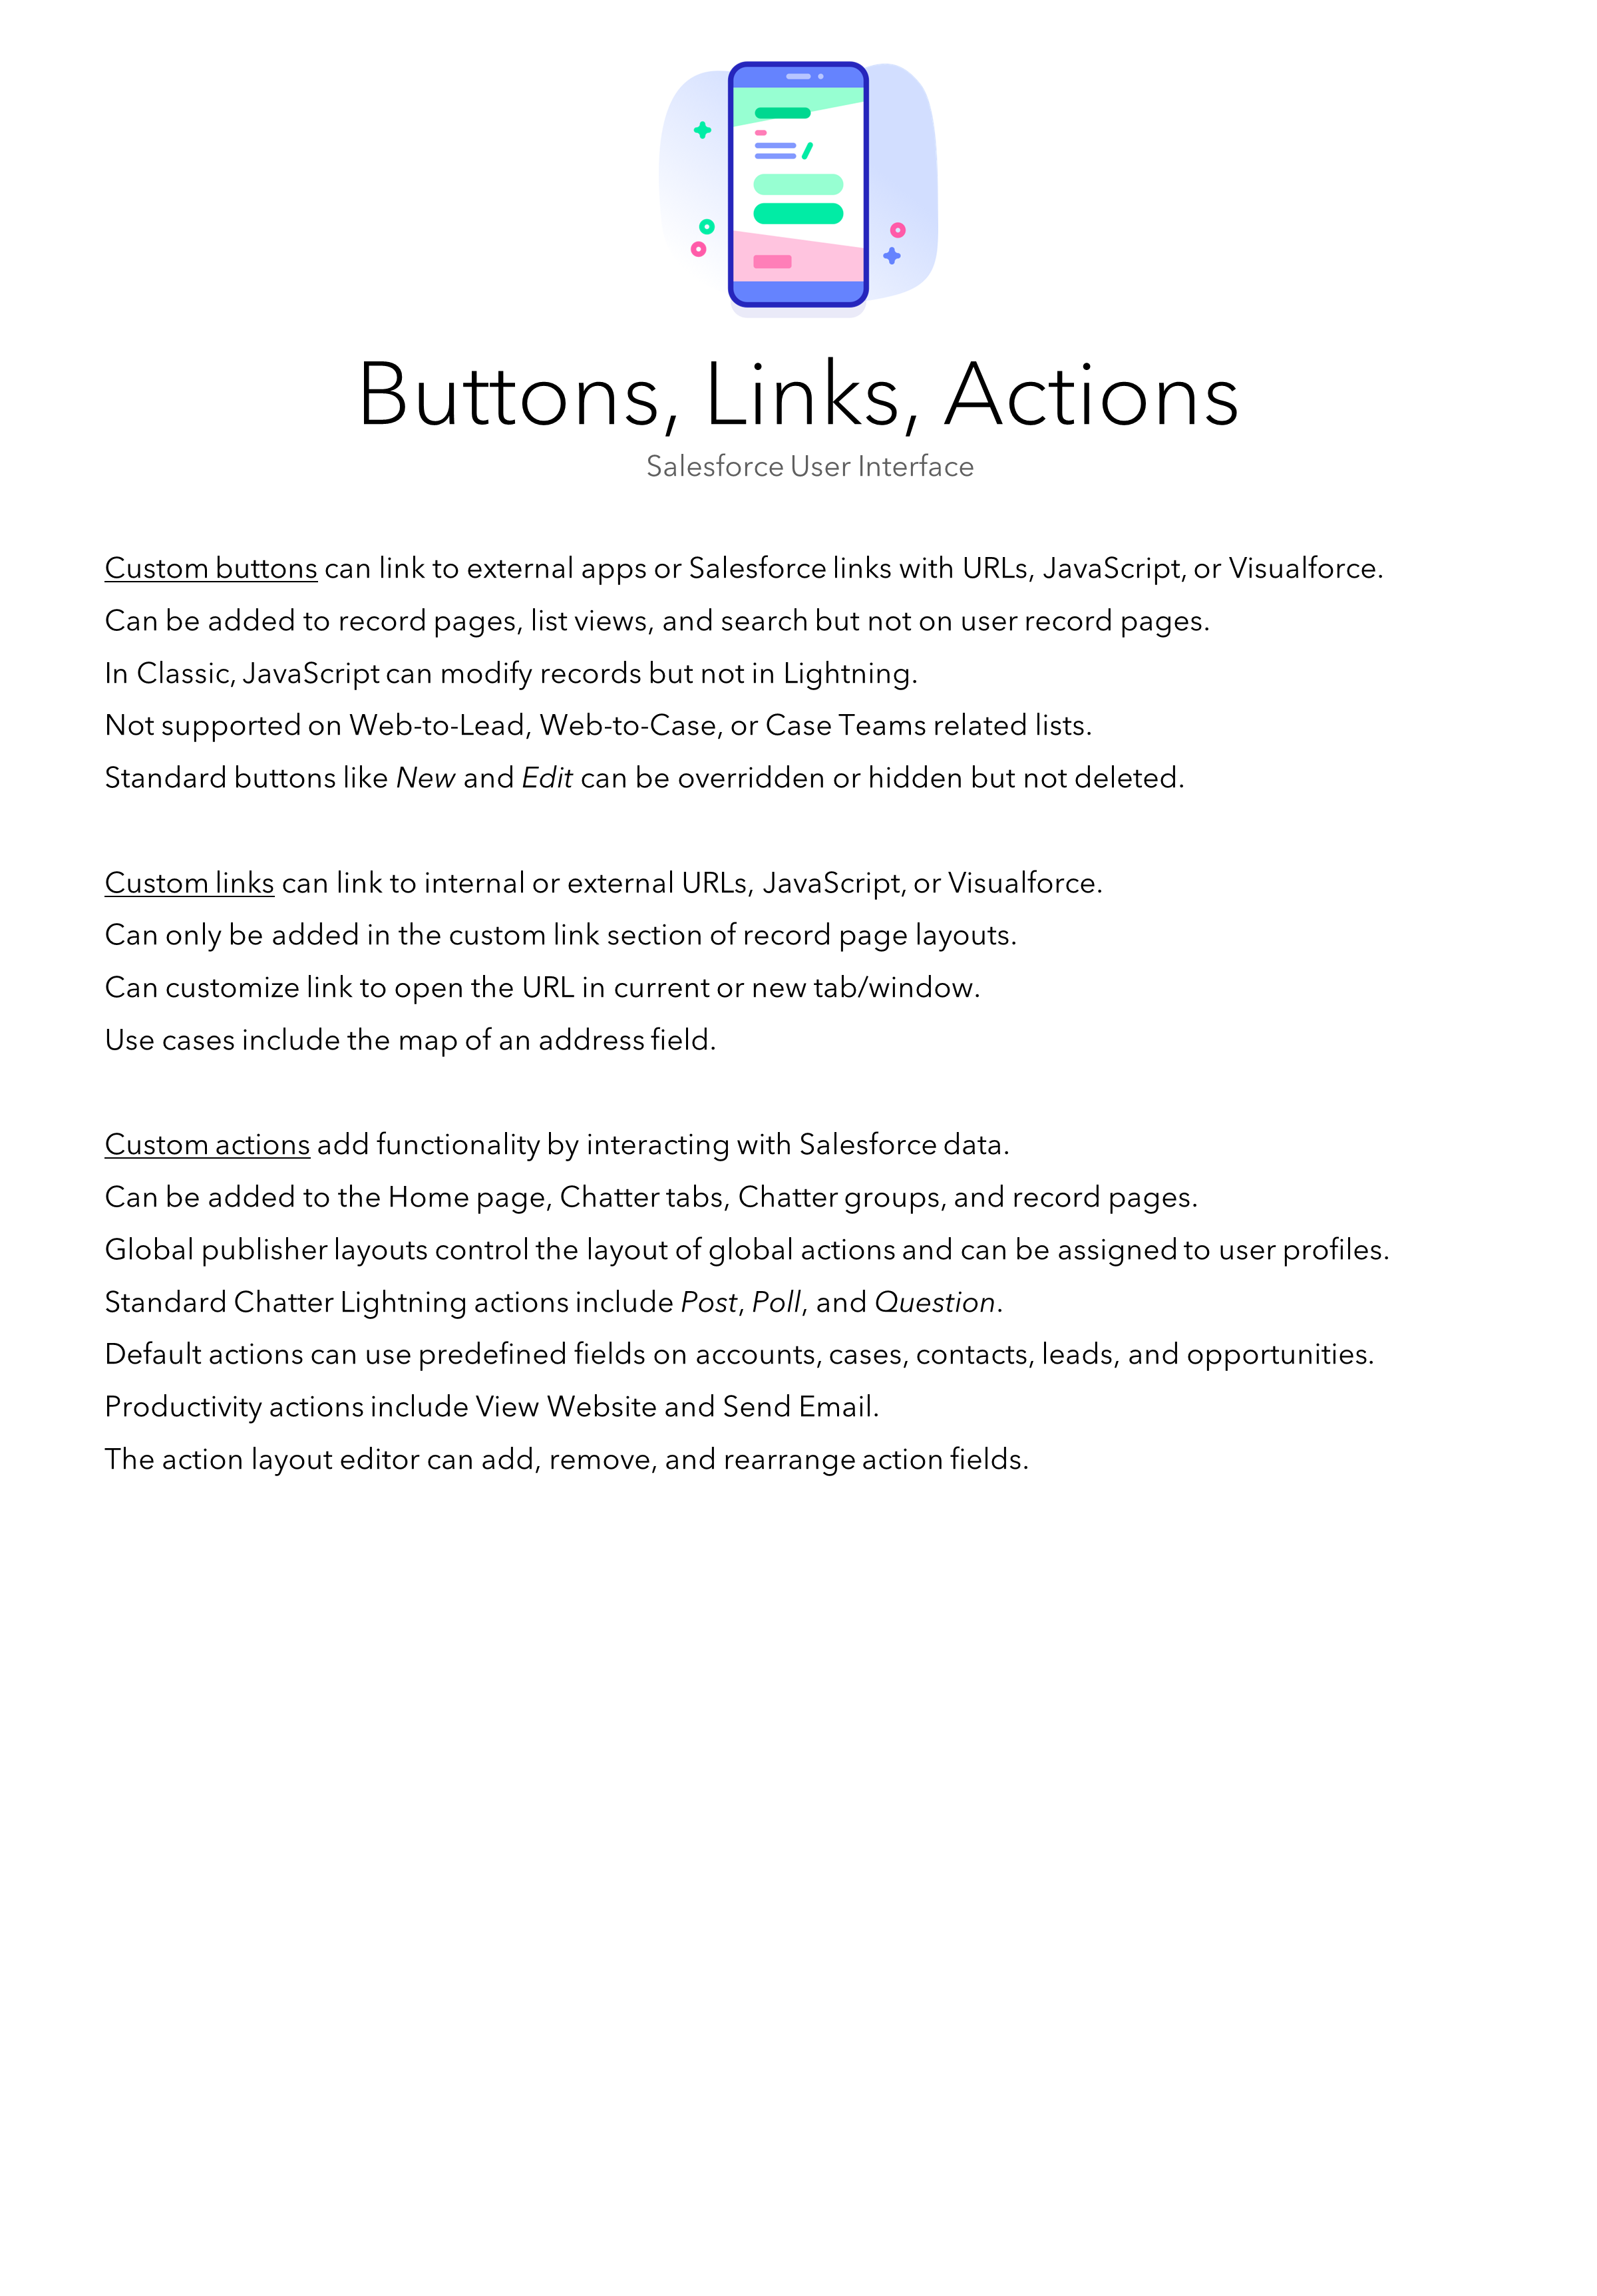 Buttons, Links, Actions
Salesforce User Interface
Custom buttons can link to external apps or Salesforce links with URLs, JavaScript, or Visualforce.
Can be added to record pages, list views, and search but not on user record pages.
In Classic, JavaScript can modify records but not in Lightning.
Not supported on Web-to-Lead, Web-to-Case, or Case Teams related lists.
Standard buttons like New and Edit can be overridden or hidden but not deleted.
Custom links can link to internal or external URLs, JavaScript, or Visualforce.
Can only be added in the custom link section of record page layouts.
Can customize link to open the URL in current or new tab/window.
Use cases include the map of an address field.
Custom actions add functionality by interacting with Salesforce data.
Can be added to the Home page, Chatter tabs, Chatter groups, and record pages.
Global publisher layouts control the layout of global actions and can be assigned to user profiles.
Standard Chatter Lightning actions include Post, Poll, and Question.
Default actions can use predefined fields on accounts, cases, contacts, leads, and opportunities.
Productivity actions include View Website and Send Email.
The action layout editor can add, remove, and rearrange action fields.